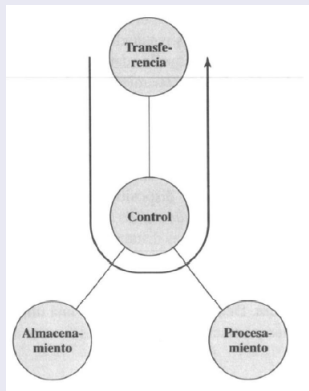 Transfe-
rencia
Control
Almacena-
miento
Procesa-
miento